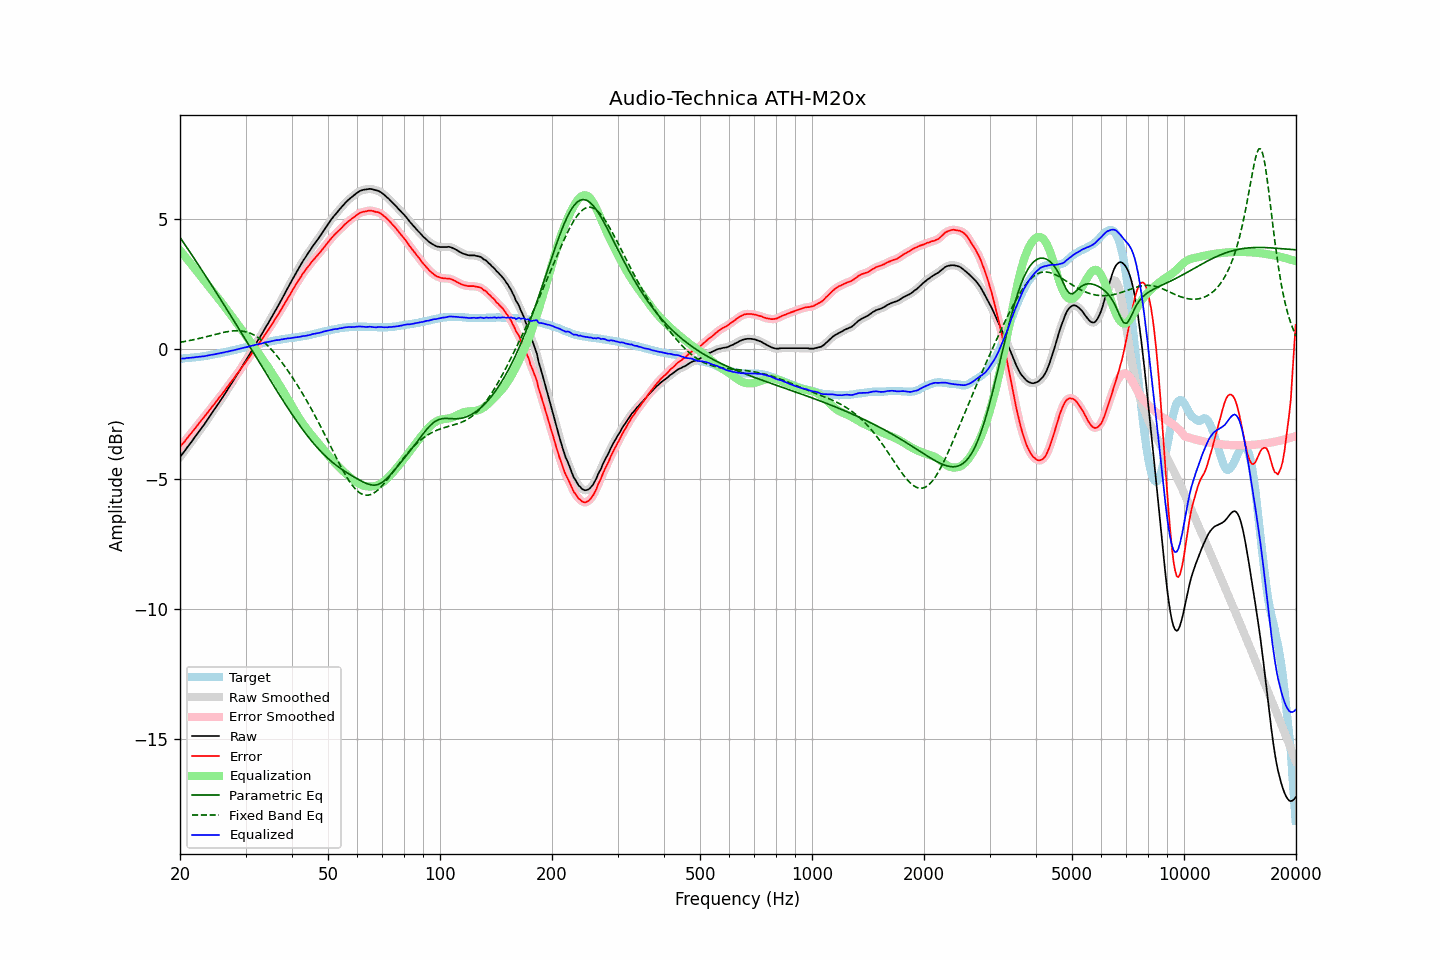 Audio-Technica ATH-M20x
Amplitude (dBr)
5
0
−5
−10
−15
Target
Raw Smoothed
Error Smoothed
Raw
Error
Equalization
Parametric Eq
Fixed Band Eq
Equalized
20
50
100
200
500
1000
2000
5000
10000
20000
Frequency (Hz)